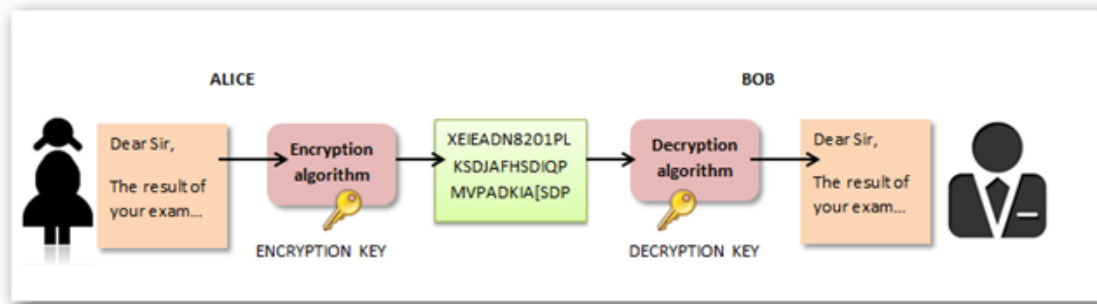 ALICE
BOB
Dear Sir,
The result of
your exam...
Encryption
algorithm
ENCRYPTION KEY
XEIEADN8201PL
KSDJAFHSDIQP
MVPADKIA[SDP
Decryption
algorithm
DECRYPTION KEY
Dear Sir,
The result of
your exam...